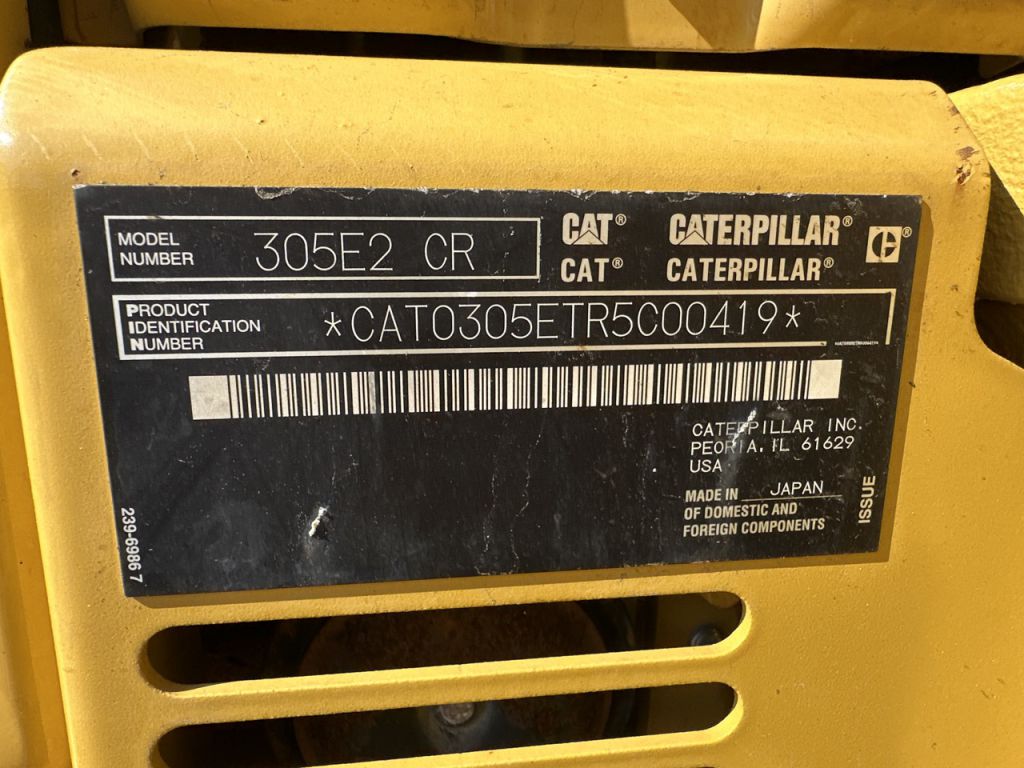 MODEL
NUMBER
305E2 CR
CAT® CATERPILLAR® ®
CAT® CATERPILLAR®
PRODUCT
IDENTIFICATION
NUMBER
*CAT0305ETR5C00419*
CATERPILLAR INC.
PEORIA, IL 61629
USA
MADE IN JAPAN
OF DOMESTIC AND
FOREIGN COMPONENTS
ISSUE
239-6986 7